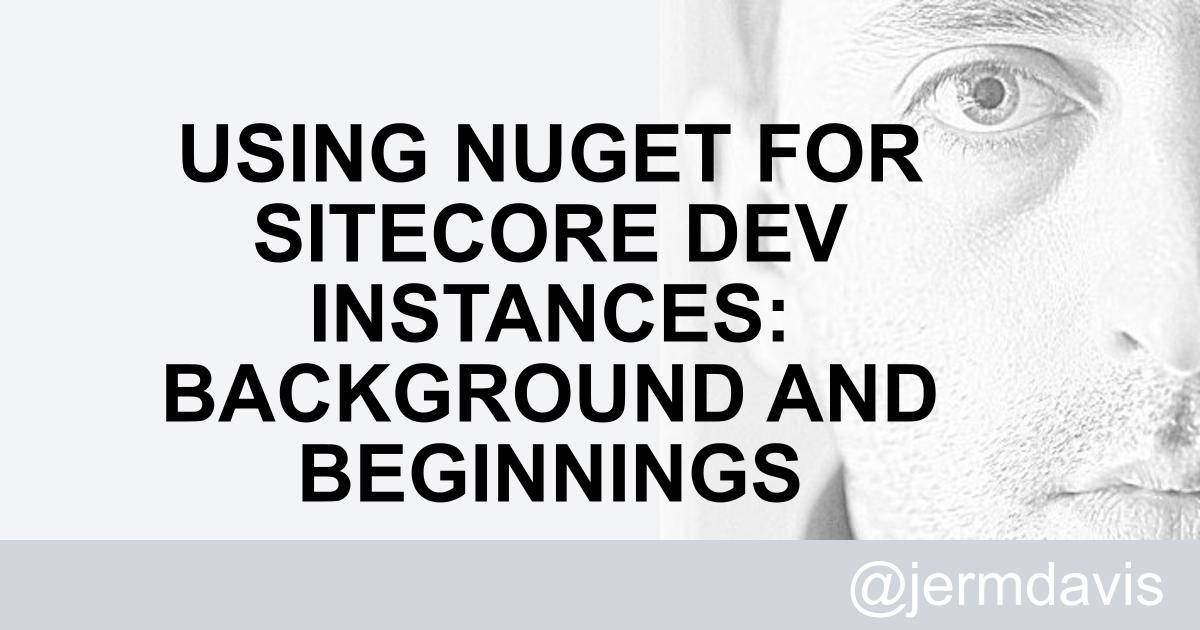 USING NUGET FOR
SITECORE DEV
INSTANCES:
BACKGROUND AND
BEGINNINGS
@jermdavis